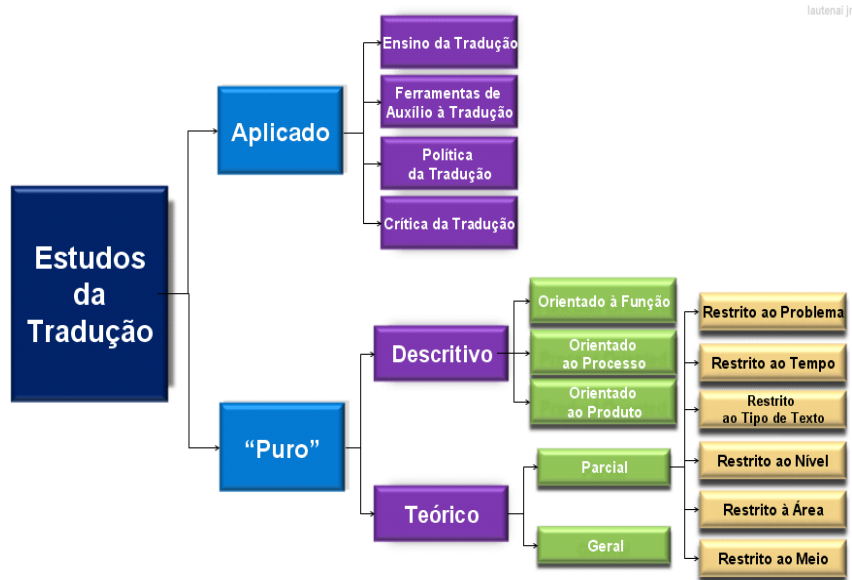 lautenai jr
Estudos
da
Tradução
Aplicado
Ensino da Tradução
Ferramentas de
Auxílio à Tradução
Política
da Tradução
Crítica da Tradução
“Puro”
Descritivo
Orientado à Função
Orientado
ao Processo
Orientado
ao Produto
Teórico
Parcial
Geral
Restrito ao Problema
Restrito ao Tempo
Restrito
ao Tipo de Texto
Restrito ao Nível
Restrito à Área
Restrito ao Meio